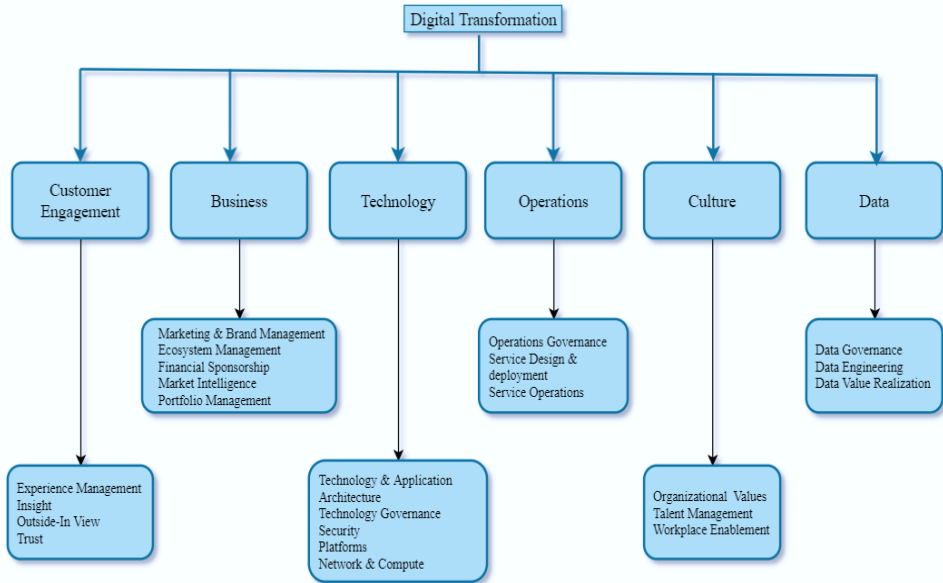 Digital Transformation
Customer
Engagement
Business
Technology
Operations
Culture
Data
Marketing & Brand Management
Ecosystem Management
Financial Sponsorship
Market Intelligence
Portfolio Management
Operations Governance
Service Design &
deployment
Service Operations
Data Governance
Data Engineering
Data Value Realization
Experience Management
Insight
Outside-In View
Trust
Technology & Application
Architecture
Technology Governance
Security
Platforms
Network & Compute
Organizational Values
Talent Management
Workplace Enablement